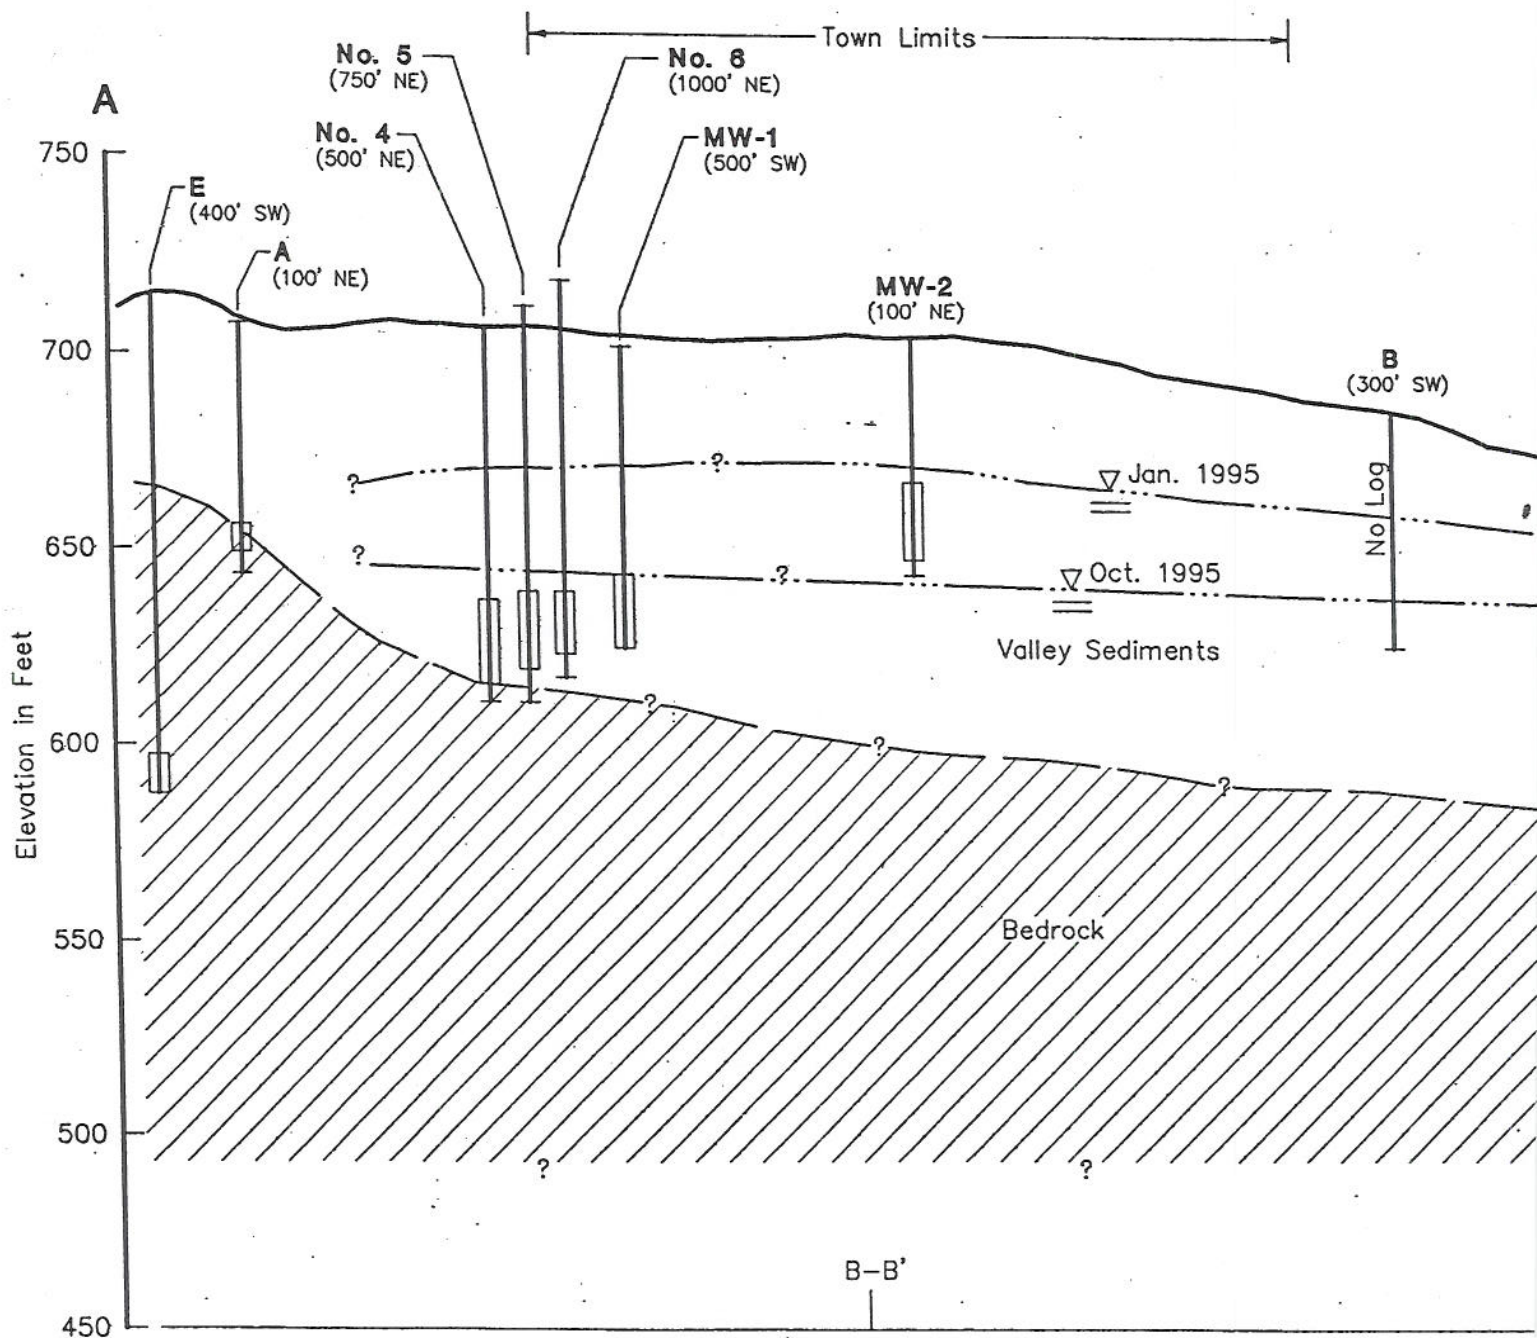 Town Limits
No. 5
(750' NE)
No. 6
(1000' NE)
A
No. 4
(500' NE)
MW-1
(500' SW)
750
E
(400' SW)
A
(100' NE)
MW-2
(100' NE)
700
B
(300' SW)
?
?
Jan. 1995
No Log
650
?
?
Oct. 1995
Valley Sediments
Elevation in Feet
?
600
?
?
Bedrock
550
500
?
?
B-B'
450